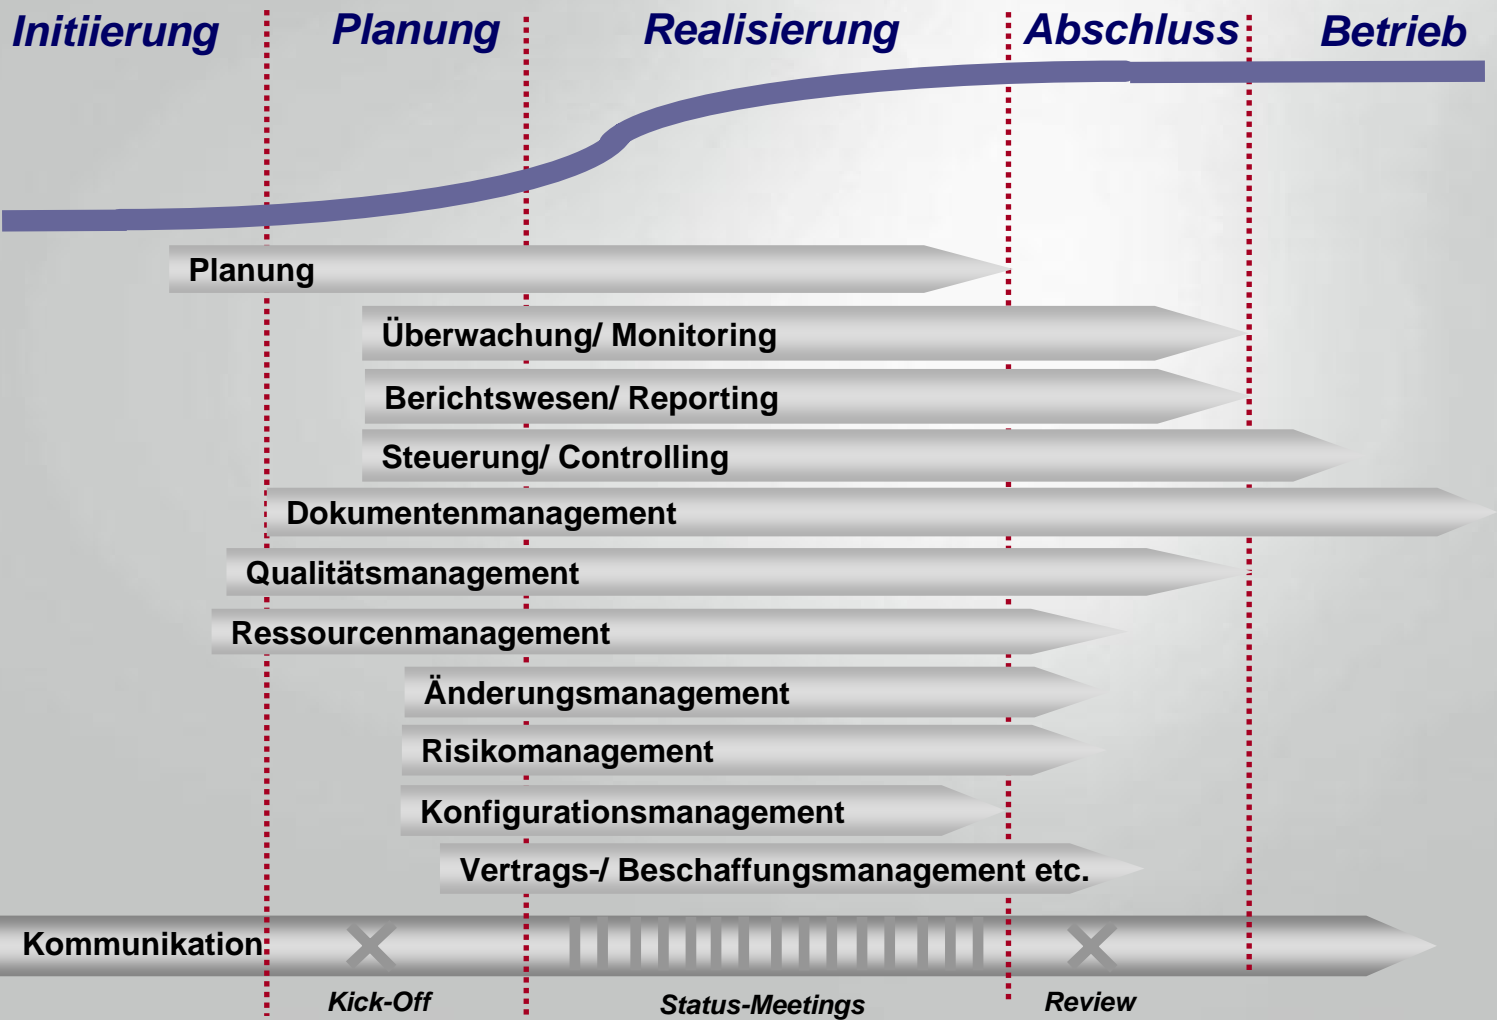 Initiierung Planung Realisierung Abschluss Betrieb
Planung
Überwachung/ Monitoring
Berichtswesen/ Reporting
Steuerung/ Controlling
Dokumentenmanagement
Qualitätsmanagement
Ressourcenmanagement
Änderungsmanagement
Risikomanagement
Konfigurationsmanagement
Vertrags-/ Beschaffungsmanagement etc.
Kommunikation
Kick-Off Status-Meetings Review